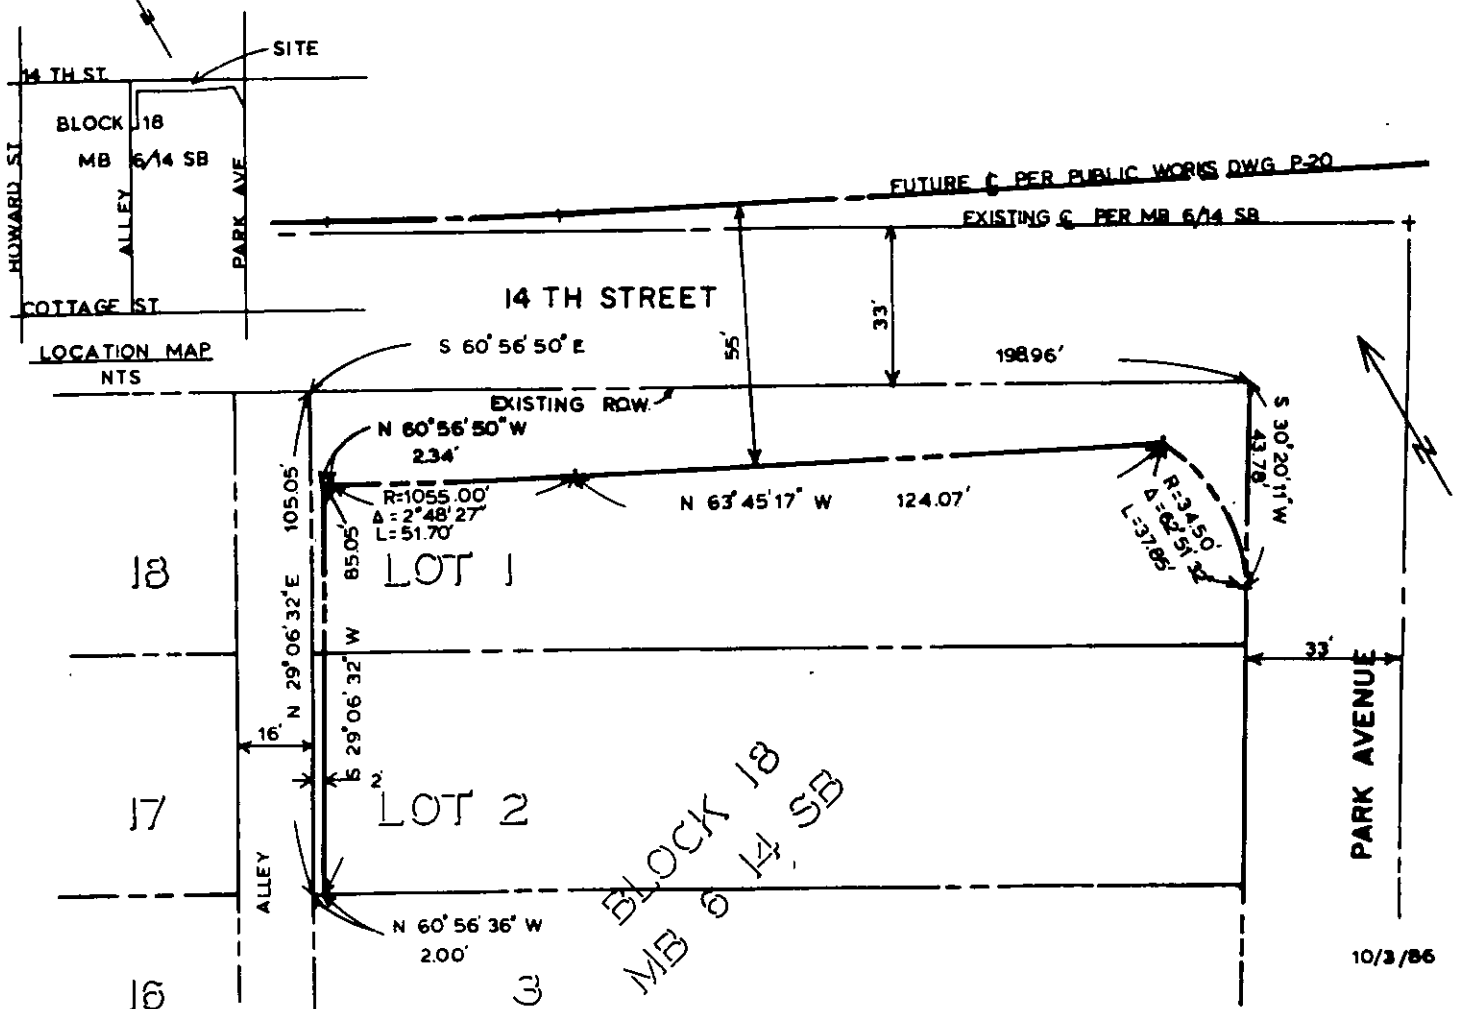 SITE
14 TH ST.
BLOCK 18
MB 6/14 SB
HOWARD ST
ALLEY
PARK AVE
COTTAGE ST
LOCATION MAP
NTS
FUTURE ℄ PER PUBLIC WORKS DWG P-20
EXISTING ℄ PER MB 6/14 SB
14 TH STREET
33'
55'
S 60°56'50" E
198.96'
EXISTING ROW.
N 60°56'50" W
2.34'
R=1055.00'
Δ=2°48'27"
L=51.70'
N 63°45'17" W 124.07'
R=34.50'
Δ=62°51'32"
L=37.85'
S 30°20'11" W
43.78'
N
N 29°06'32" E 105.05'
85.05'
S 29°06'32" W
18
LOT 1
33'
16'
2'
17
LOT 2
BLOCK 18
MB 6 14 SB
PARK AVENUE
ALLEY
N 60°56'36" W
2.00'
16
3
10/3/86